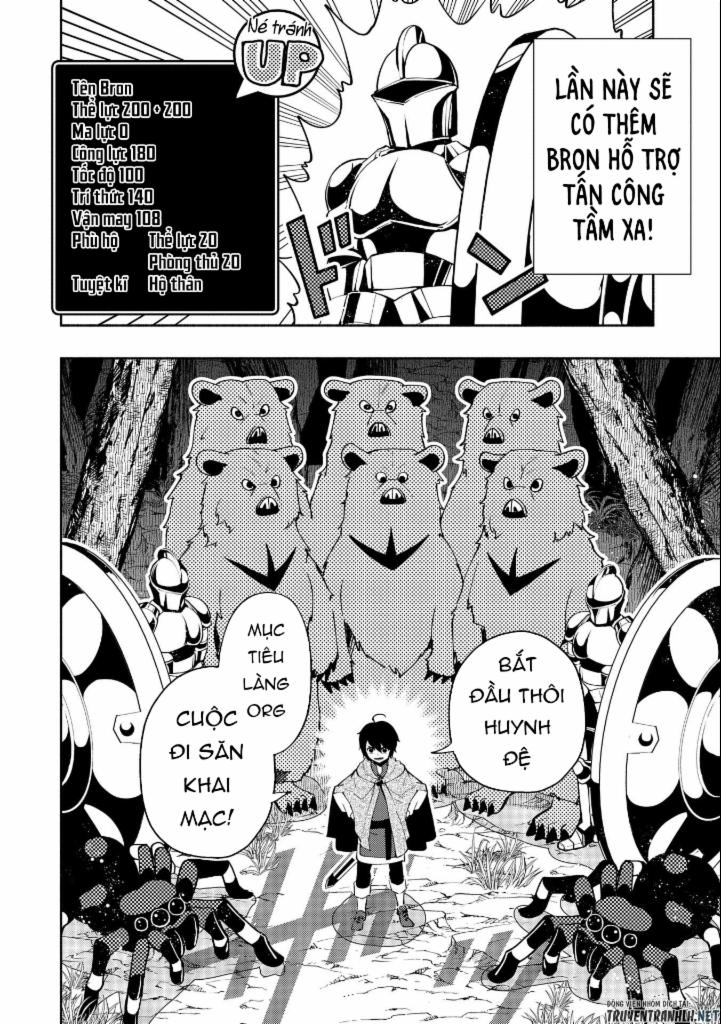 LẦN NÀY SẼ
CÓ THÊM
BRON HỖ TRỢ
TẤN CÔNG
TẦM XA!
Né tránh
UP
Tên Bron
Thể lực 200 + 200
Ma lực 0
Công lực 180
Tốc độ 100
Trí thức 140
Vận may 108
Phù hộ Thể lực 20
Phòng thủ 20
Tuyệt kĩ Hộ thân
ド
ン
BẮT
ĐẦU THÔI
HUYNH
ĐỆ
MỤC
TIÊU
LÀNG
ORG
CUỘC
ĐI SĂN
KHAI
MẠC!
ĐỘNG VIÊN NHÓM DỊCH TẠI
TRUYENTRANHLH.NET